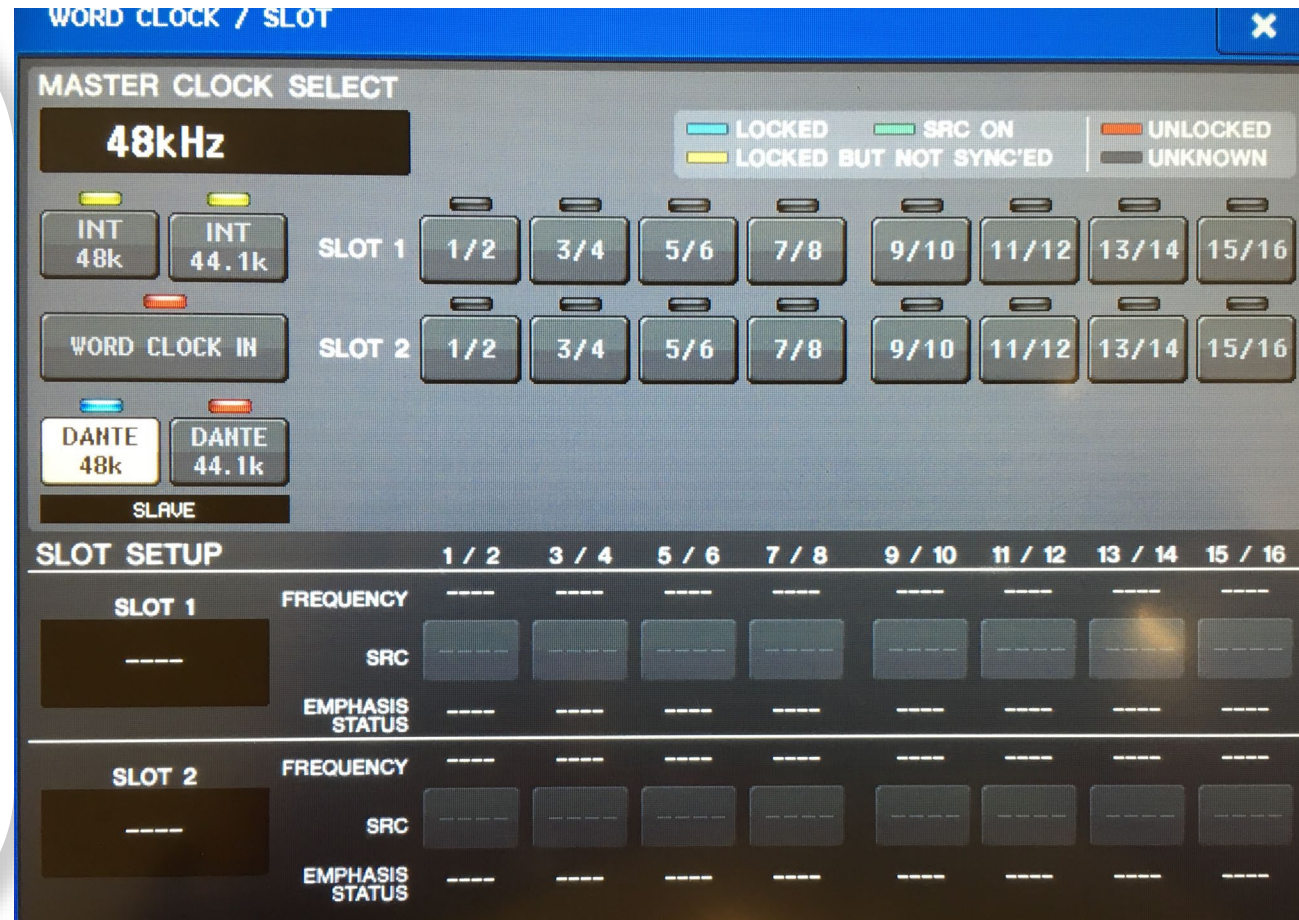 WORD CLOCK / SLOT
×
MASTER CLOCK SELECT
48kHz
LOCKED SRC ON UNLOCKED
LOCKED BUT NOT SYNC'ED UNKNOWN
INT 48k
INT 44.1k
SLOT 1 1/2 3/4 5/6 7/8 9/10 11/12 13/14 15/16
WORD CLOCK IN
SLOT 2 1/2 3/4 5/6 7/8 9/10 11/12 13/14 15/16
DANTE 48k
DANTE 44.1k
SLAVE
SLOT SETUP 1 / 2 3 / 4 5 / 6 7 / 8 9 / 10 11 / 12 13 / 14 15 / 16
SLOT 1
----
FREQUENCY ---- ---- ---- ---- ---- ---- ---- ----
SRC ---- ---- ---- ---- ---- ---- ---- ----
EMPHASIS STATUS ---- ---- ---- ---- ---- ---- ---- ----
SLOT 2
----
FREQUENCY ---- ---- ---- ---- ---- ---- ---- ----
SRC ---- ---- ---- ---- ---- ---- ---- ----
EMPHASIS STATUS ---- ---- ---- ---- ---- ---- ---- ----